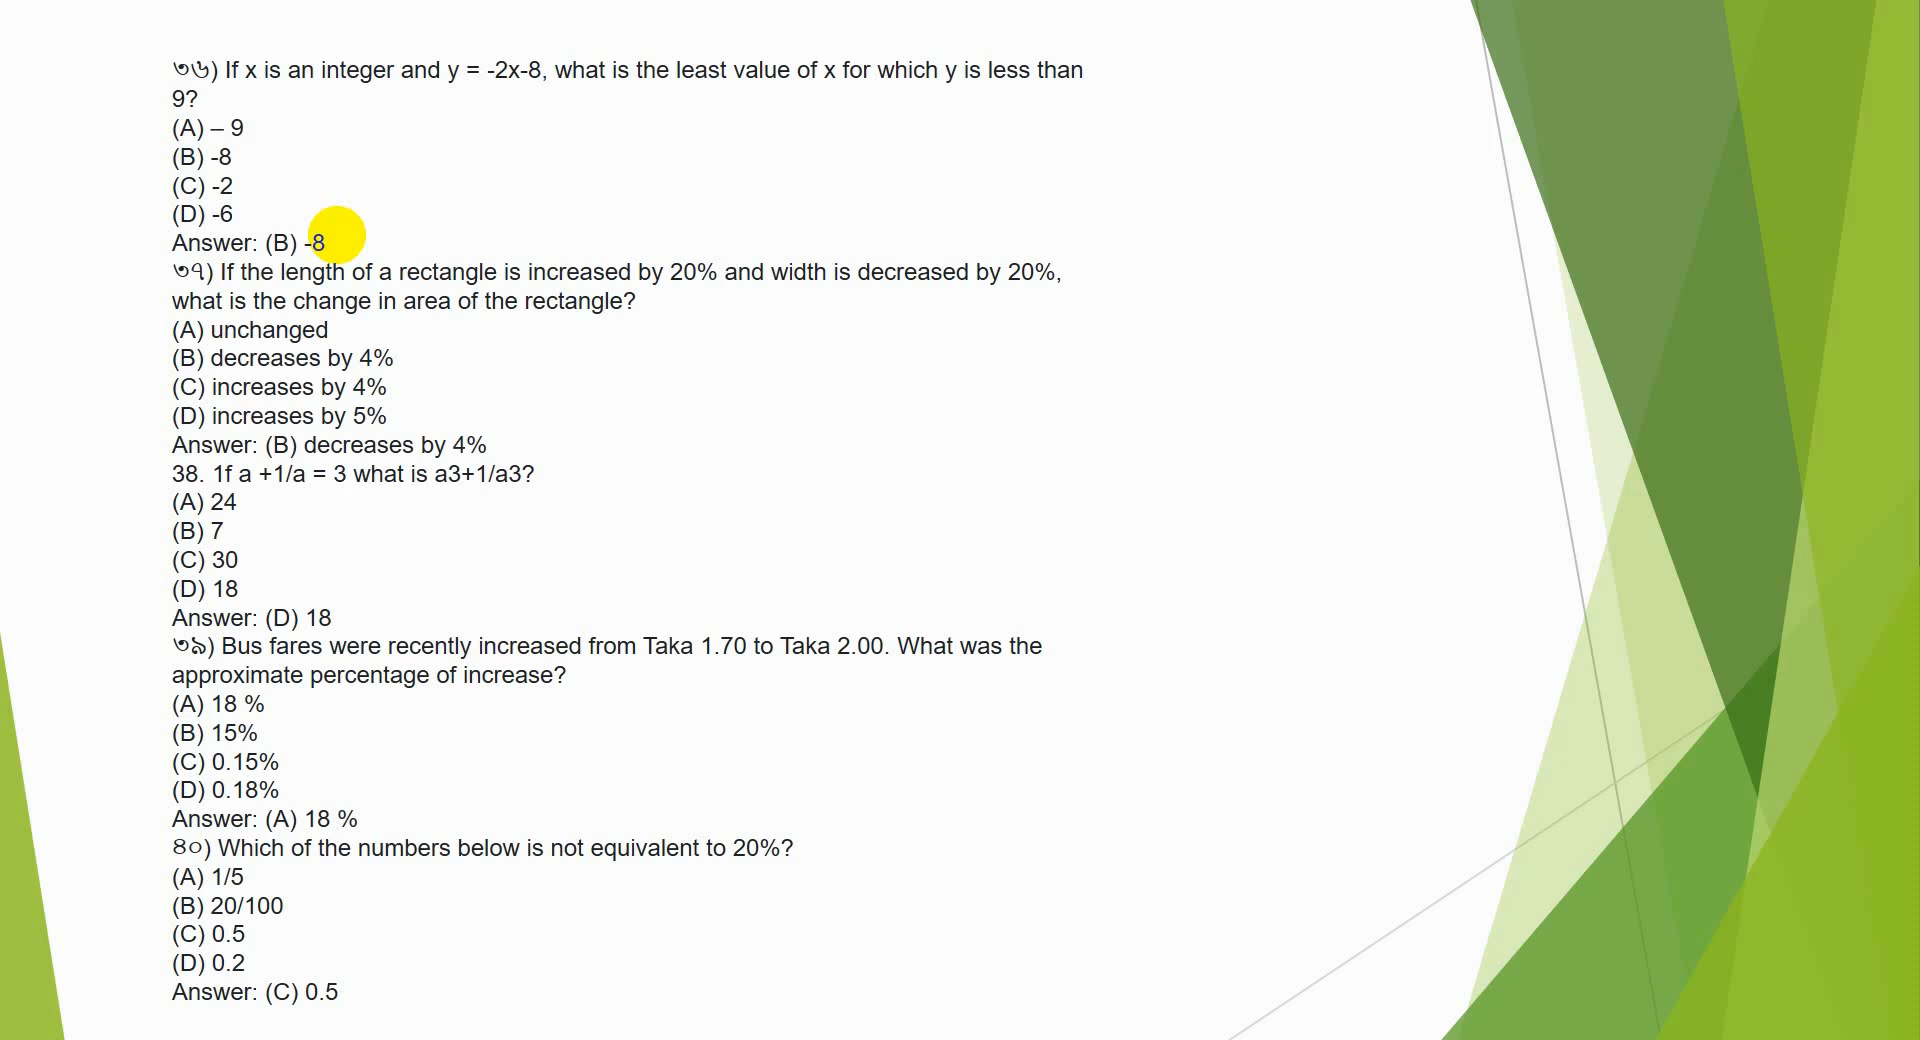 ৩৬) If x is an integer and y = -2x-8, what is the least value of x for which y is less than
9?
(A) – 9
(B) -8
(C) -2
(D) -6
Answer: (B) -8
৩৭) If the length of a rectangle is increased by 20% and width is decreased by 20%,
what is the change in area of the rectangle?
(A) unchanged
(B) decreases by 4%
(C) increases by 4%
(D) increases by 5%
Answer: (B) decreases by 4%
38. 1f a +1/a = 3 what is a3+1/a3?
(A) 24
(B) 7
(C) 30
(D) 18
Answer: (D) 18
৩৯) Bus fares were recently increased from Taka 1.70 to Taka 2.00. What was the
approximate percentage of increase?
(A) 18 %
(B) 15%
(C) 0.15%
(D) 0.18%
Answer: (A) 18 %
৪০) Which of the numbers below is not equivalent to 20%?
(A) 1/5
(B) 20/100
(C) 0.5
(D) 0.2
Answer: (C) 0.5